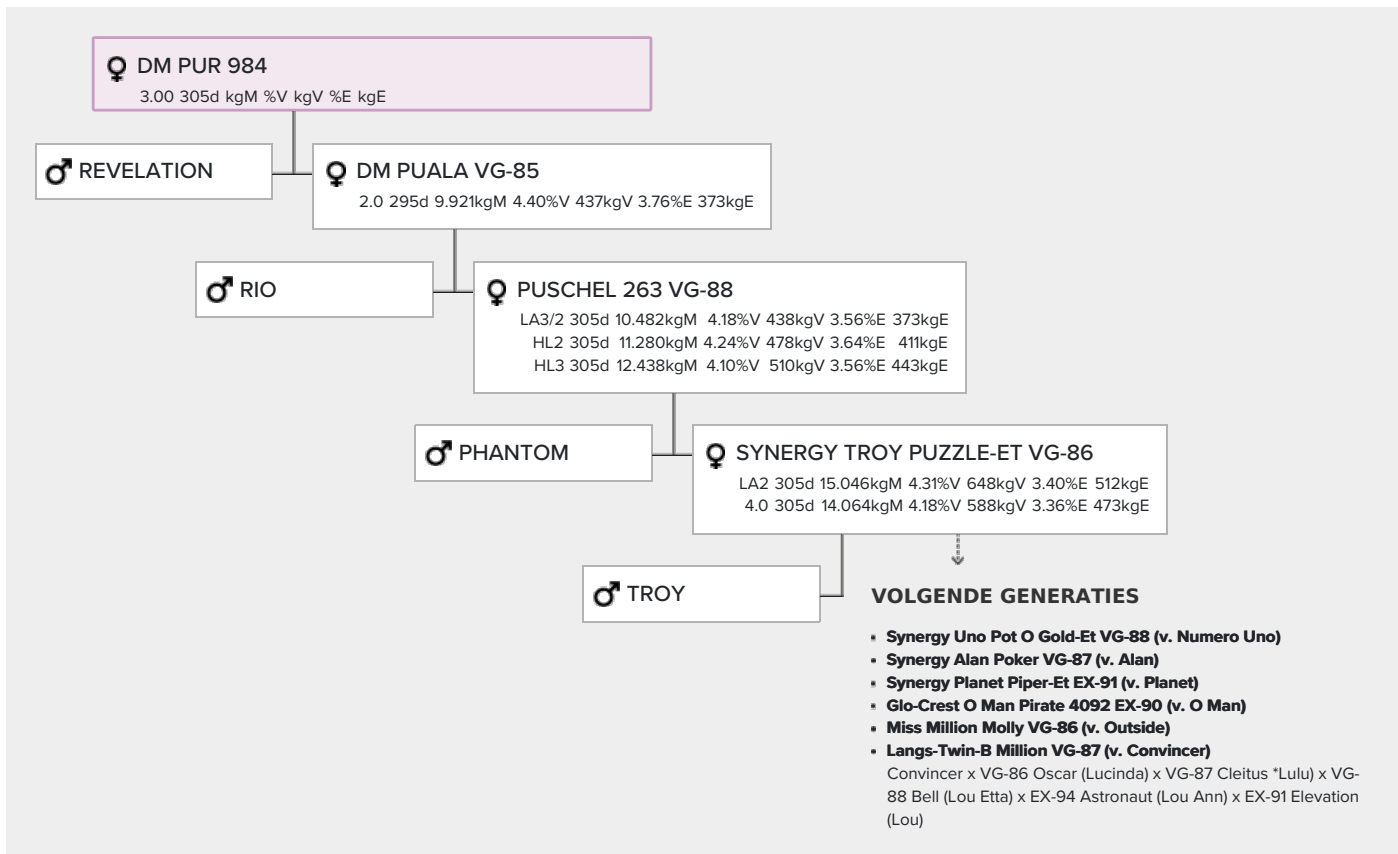 DM PUR 984
3.00 305d kgM %V kgV %E kgE
REVELATION
DM PUALA VG-85
2.0 295d 9.921kgM 4.40%V 437kgV 3.76%E 373kgE
RIO
PUSCHEL 263 VG-88
LA3/2 305d 10.482kgM 4.18%V 438kgV 3.56%E 373kgE
HL2 305d 11.280kgM 4.24%V 478kgV 3.64%E 411kgE
HL3 305d 12.438kgM 4.10%V 510kgV 3.56%E 443kgE
PHANTOM
SYNERGY TROY PUZZLE-ET VG-86
LA2 305d 15.046kgM 4.31%V 648kgV 3.40%E 512kgE
4.0 305d 14.064kgM 4.18%V 588kgV 3.36%E 473kgE
TROY
VOLGENDE GENERATIES
Synergy Uno Pot O Gold-Et VG-88 (v. Numero Uno)
Synergy Alan Poker VG-87 (v. Alan)
Synergy Planet Piper-Et EX-91 (v. Planet)
Glo-Crest O Man Pirate 4092 EX-90 (v. O Man)
Miss Million Molly VG-86 (v. Outside)
Langs-Twin-B Million VG-87 (v. Convincer)
Convincer x VG-86 Oscar (Lucinda) x VG-87 Cleitus *Lulu) x VG-
88 Bell (Lou Etta) x EX-94 Astronaut (Lou Ann) x EX-91 Elevation
(Lou)